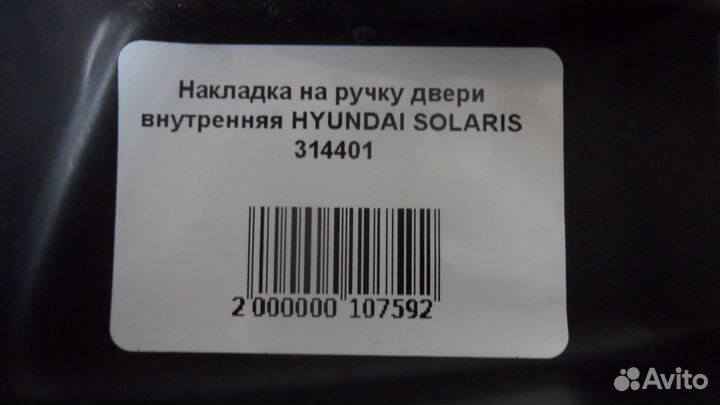 Накладка на ручку двери
внутренняя HYUNDAI SOLARIS
314401
2 000000 107592
Avito